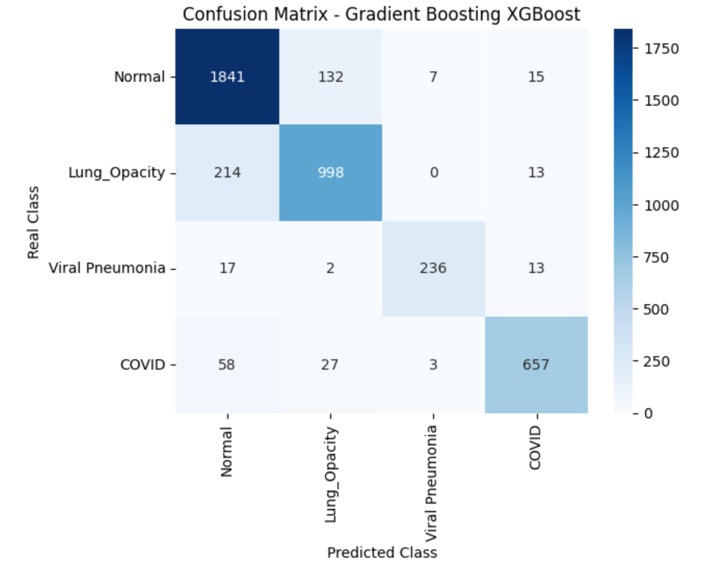 Confusion Matrix - Gradient Boosting XGBoost
Real Class
Normal 1841 132 7 15
Lung_Opacity 214 998 0 13
Viral Pneumonia 17 2 236 13
COVID 58 27 3 657
Normal
Lung_Opacity
Viral Pneumonia
COVID
Predicted Class
1750
1500
1250
1000
750
500
250
0